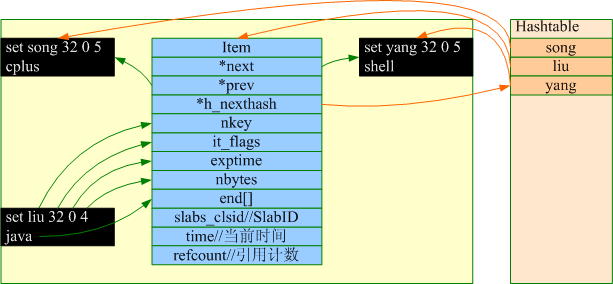 set song 32 0 5
cplus
set liu 32 0 4
java
Item
*next
*prev
*h_nexthash
nkey
it_flags
exptime
nbytes
end[]
slabs_clsid//SlabID
time//当前时间
refcount//引用计数
set yang 32 0 5
shell
Hashtable
song
liu
yang